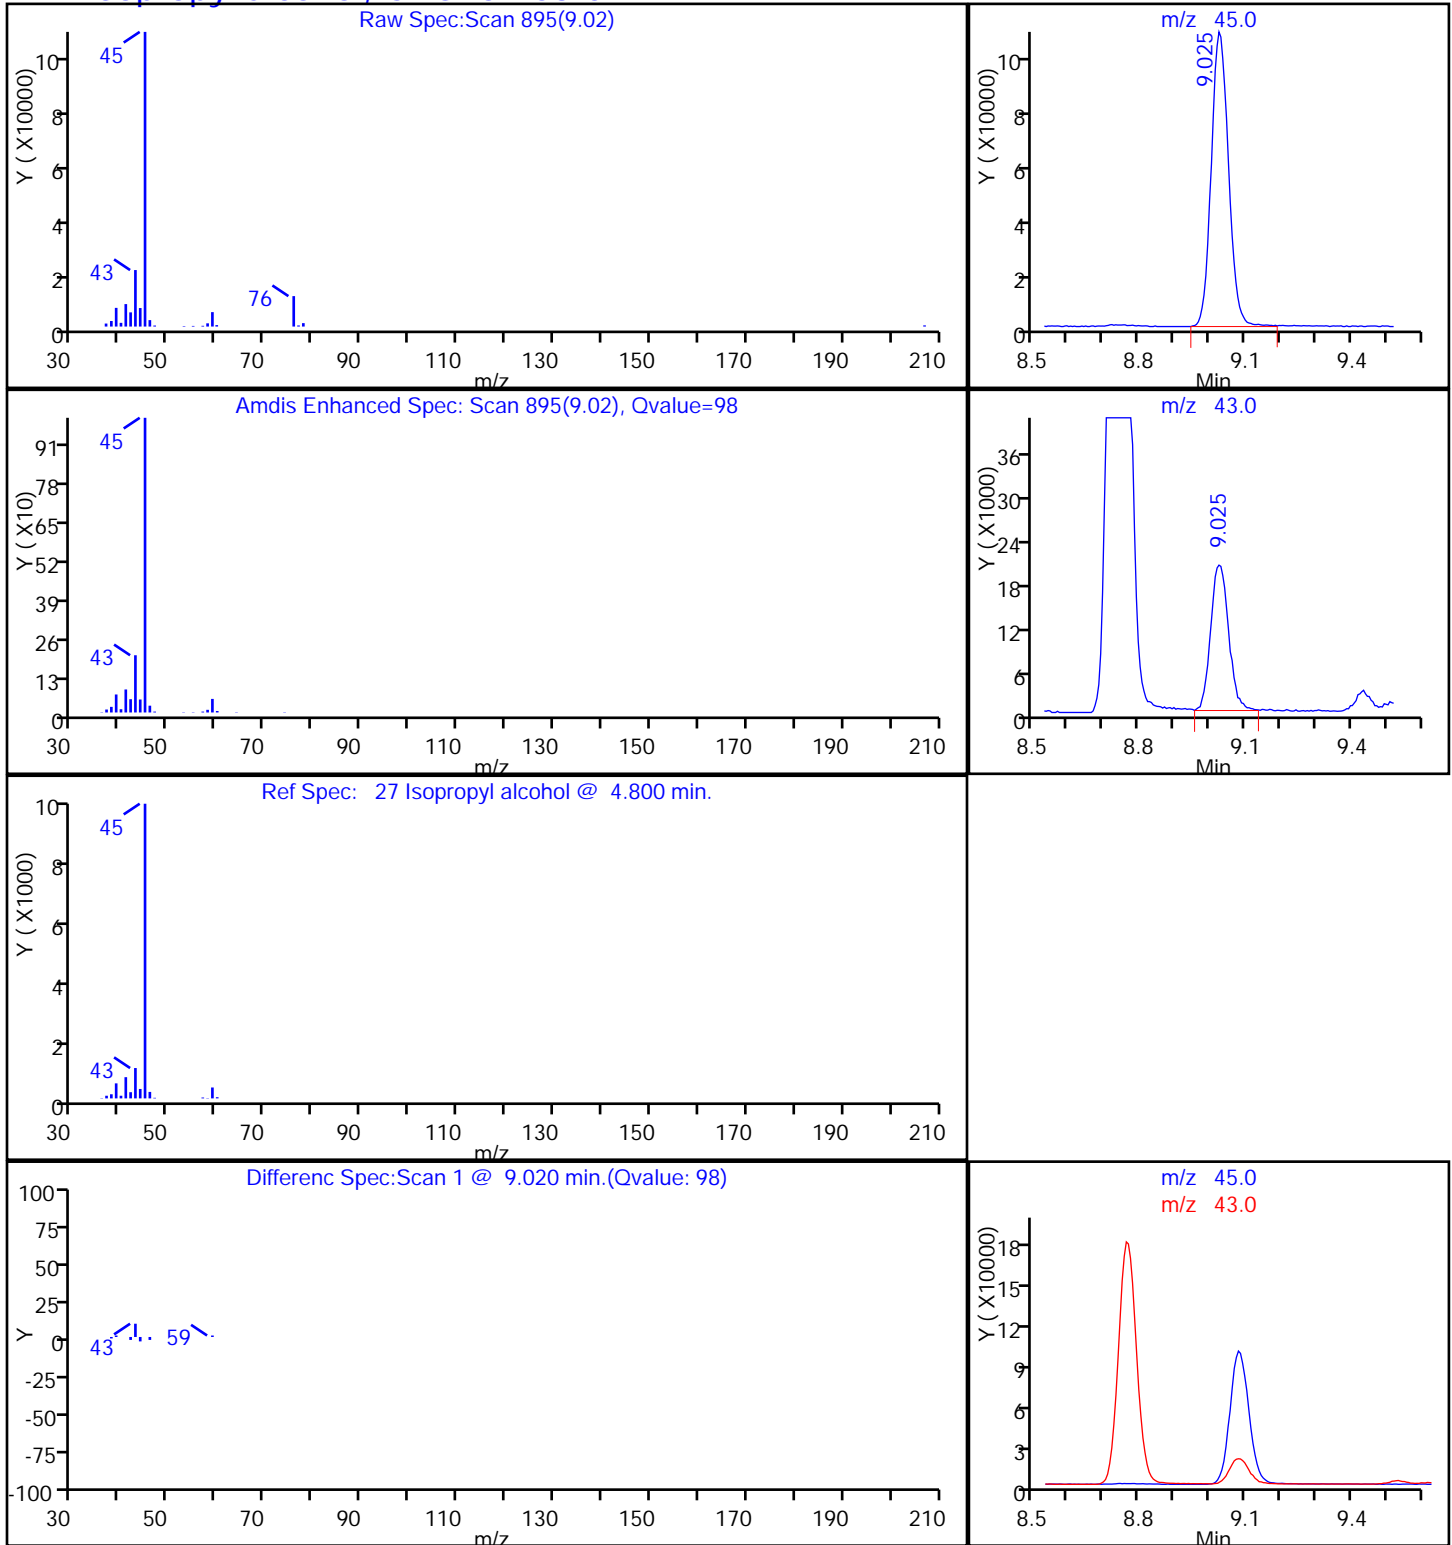 Raw Spec:Scan 895(9.02)
Y ( X10000)
10
8
6
4
2
0
45
43
76
30 50 70 90 110 130 150 170 190 210
m/z
m/z 45.0
Y ( X10000)
10
8
6
4
2
0
9.025
8.5 8.8 9.1 9.4
Min
Amdis Enhanced Spec: Scan 895(9.02), Qvalue=98
Y ( X10)
91
78
65
52
39
26
13
0
45
43
30 50 70 90 110 130 150 170 190 210
m/z
m/z 43.0
Y ( X1000)
36
30
24
18
12
6
0
9.025
8.5 8.8 9.1 9.4
Min
Ref Spec: 27 Isopropyl alcohol @ 4.800 min.
Y ( X1000)
10
8
6
4
2
0
45
43
30 50 70 90 110 130 150 170 190 210
m/z
Differenc Spec:Scan 1 @ 9.020 min.(Qvalue: 98)
Y
100
75
50
25
0
-25
-50
-75
-100
43
59
30 50 70 90 110 130 150 170 190 210
m/z
m/z 45.0
m/z 43.0
Y ( X10000)
18
15
12
9
6
3
0
8.5 8.8 9.1 9.4
Min